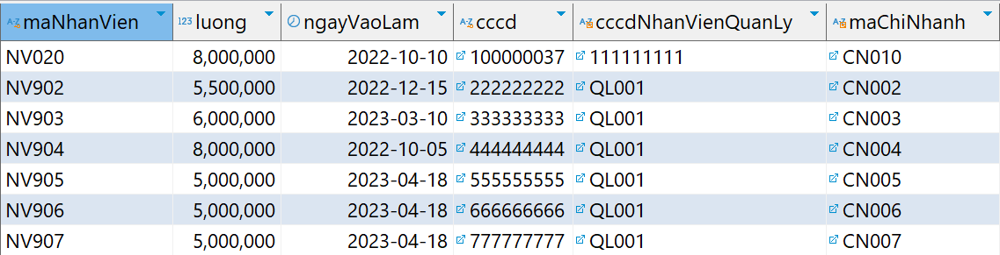 maNhanVien 123 luong ngayVaoLam cccd cccdNhanVienQuanLy maChiNhanh
NV020 8,000,000 2022-10-10 100000037 111111111 CN010
NV902 5,500,000 2022-12-15 222222222 QL001 CN002
NV903 6,000,000 2023-03-10 333333333 QL001 CN003
NV904 8,000,000 2022-10-05 444444444 QL001 CN004
NV905 5,000,000 2023-04-18 555555555 QL001 CN005
NV906 5,000,000 2023-04-18 666666666 QL001 CN006
NV907 5,000,000 2023-04-18 777777777 QL001 CN007